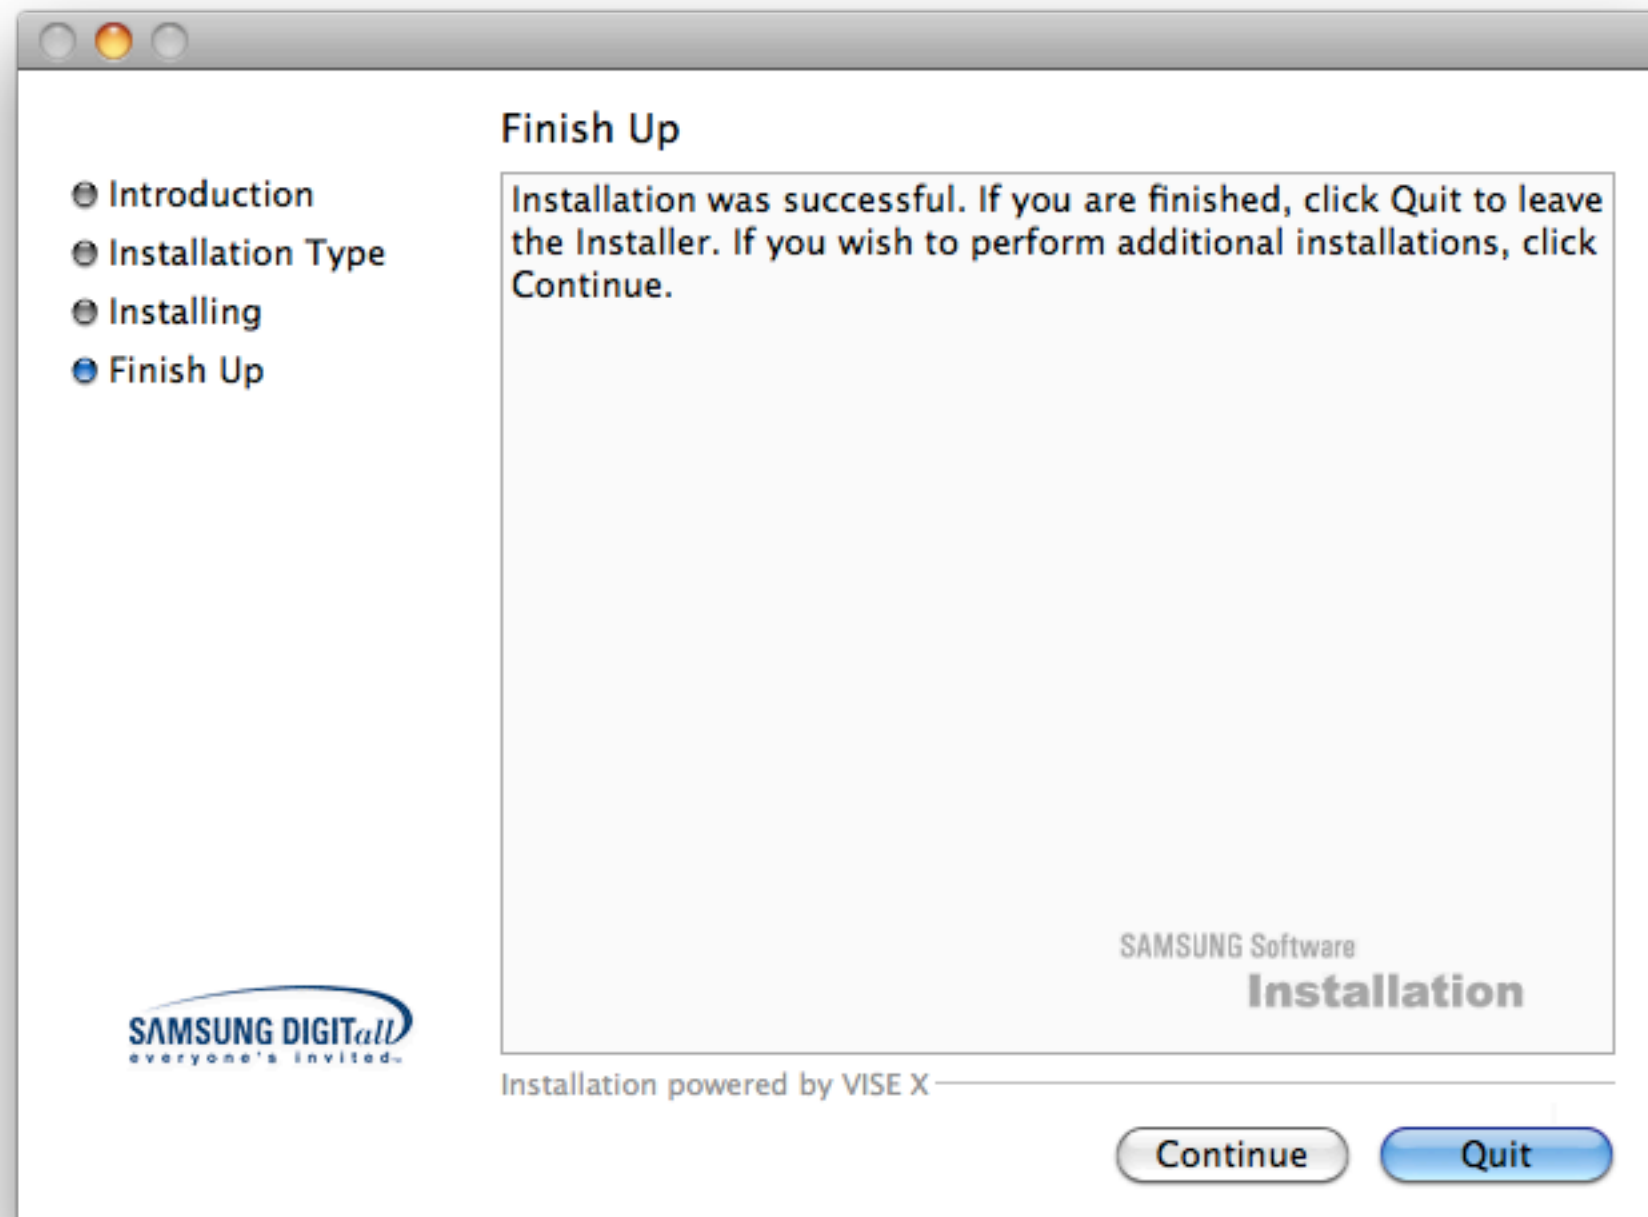 Finish Up
Introduction
Installation Type
Installing
Finish Up
Installation was successful. If you are finished, click Quit to leave
the Installer. If you wish to perform additional installations, click
Continue.
SAMSUNG Software
Installation
SAMSUNG DIGITall
everyone's invited™
Installation powered by VISE X
Continue
Quit